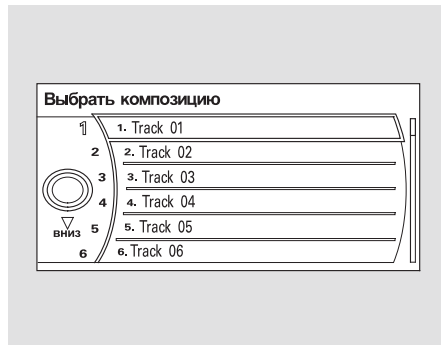 Выбрать композицию
1 1. Track 01
2 2. Track 02
3 3. Track 03
4 4. Track 04
вниз 5 5. Track 05
6 6. Track 06